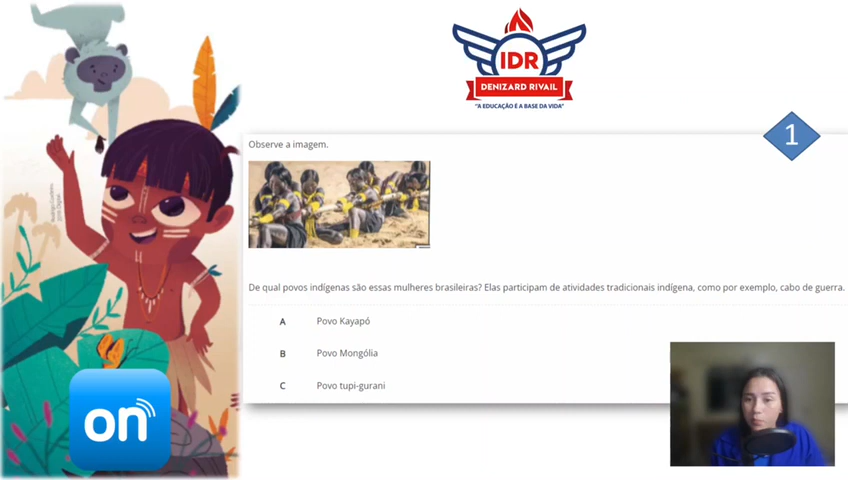 IDR
DENIZARD RIVAIL
"A EDUCAÇÃO É A BASE DA VIDA"
1
Observe a imagem.
De qual povos indígenas são essas mulheres brasileiras? Elas participam de atividades tradicionais indígena, como por exemplo, cabo de guerra.
A Povo Kayapó
B Povo Mongólia
C Povo tupi-gurani
on